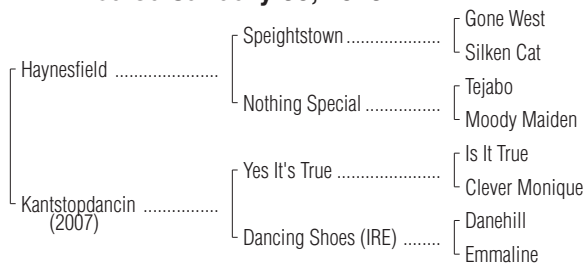 Gone West
Speightstown
Silken Cat
Haynesfield
Tejabo
Nothing Special
Moody Maiden
Is It True
Yes It's True
Clever Monique
Kantstopdancin
(2007)
Danehill
Dancing Shoes (IRE)
Emmaline